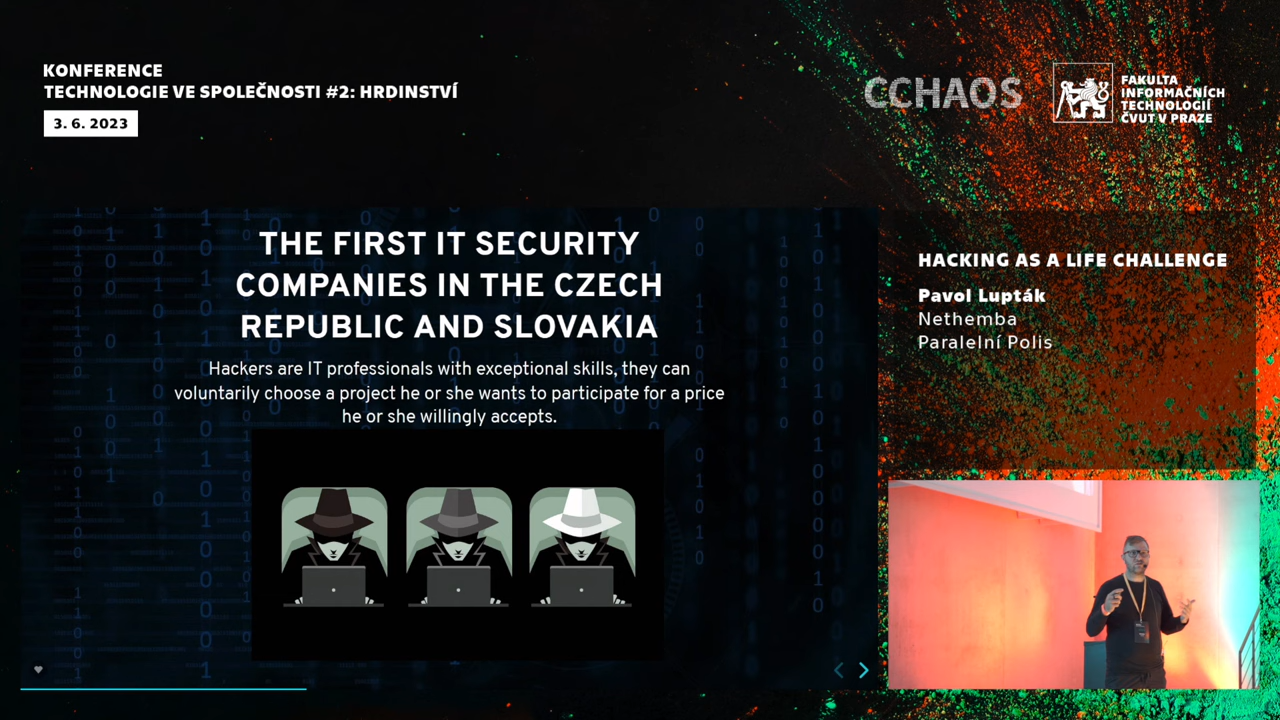 KONFERENCE
TECHNOLOGIE VE SPOLEČNOSTI #2: HRDINSTVÍ
3. 6. 2023
CCHAOS
FAKULTA
INFORMAČNÍCH
TECHNOLOGIÍ
ČVUT V PRAZE
THE FIRST IT SECURITY
COMPANIES IN THE CZECH
REPUBLIC AND SLOVAKIA
Hackers are IT professionals with exceptional skills, they can
voluntarily choose a project he or she wants to participate for a price
he or she willingly accepts.
HACKING AS A LIFE CHALLENGE
Pavol Lupták
Nethemba
Paralelní Polis